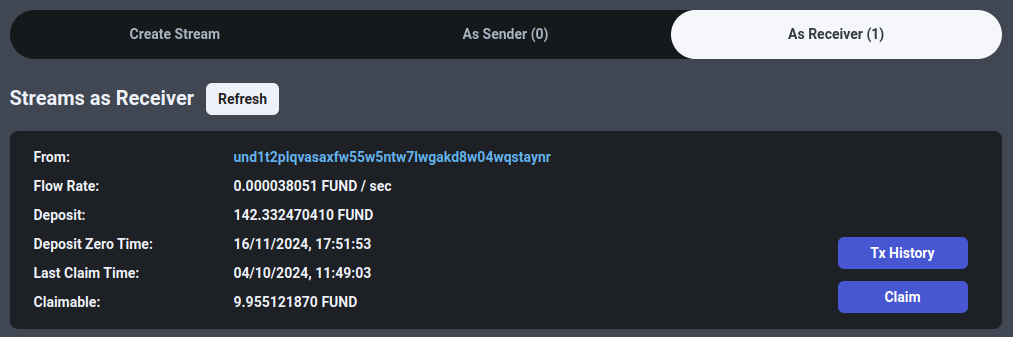 Create Stream As Sender (0) As Receiver (1)
Streams as Receiver Refresh
From: und1t2plqvasaxfw55w5ntw7lwgakd8w04wqstaynr
Flow Rate: 0.000038051 FUND / sec
Deposit: 142.332470410 FUND
Deposit Zero Time: 16/11/2024, 17:51:53
Tx History
Last Claim Time: 04/10/2024, 11:49:03
Claimable: 9.955121870 FUND
Claim